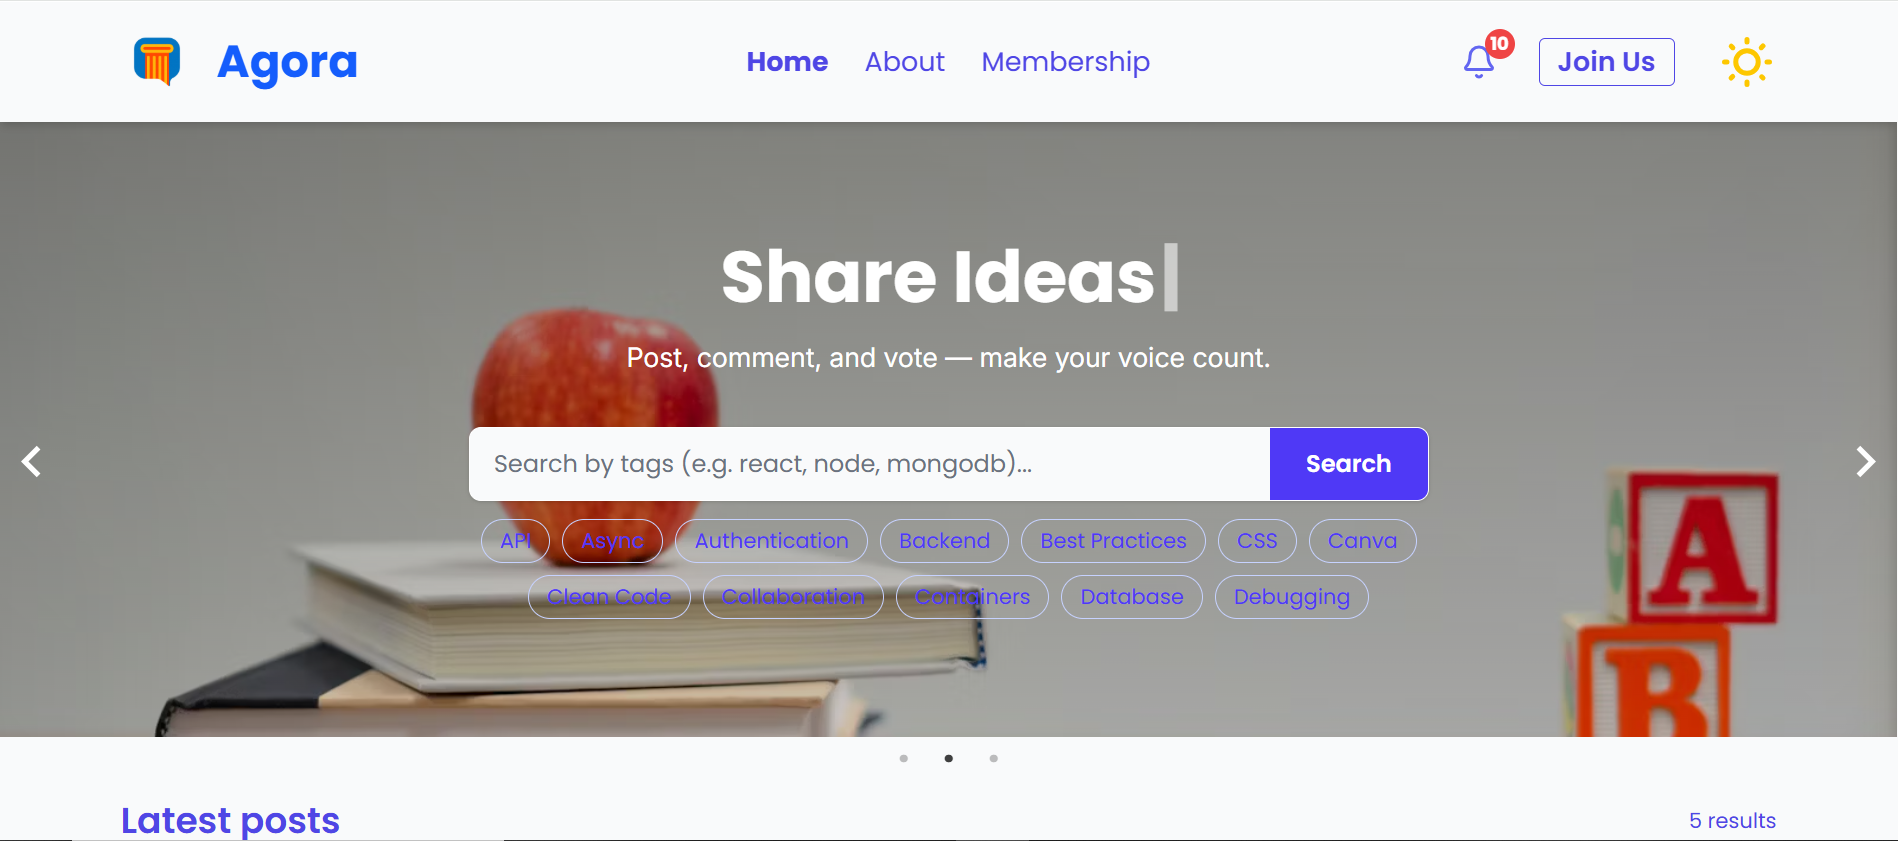 Agora
Home About Membership
10
Join Us
Share Ideas
Post, comment, and vote — make your voice count.
Search by tags (e.g. react, node, mongodb)...
Search
API Async Authentication Backend Best Practices CSS Canva
Clean Code Collaboration Containers Database Debugging
A
B
Latest posts
5 results